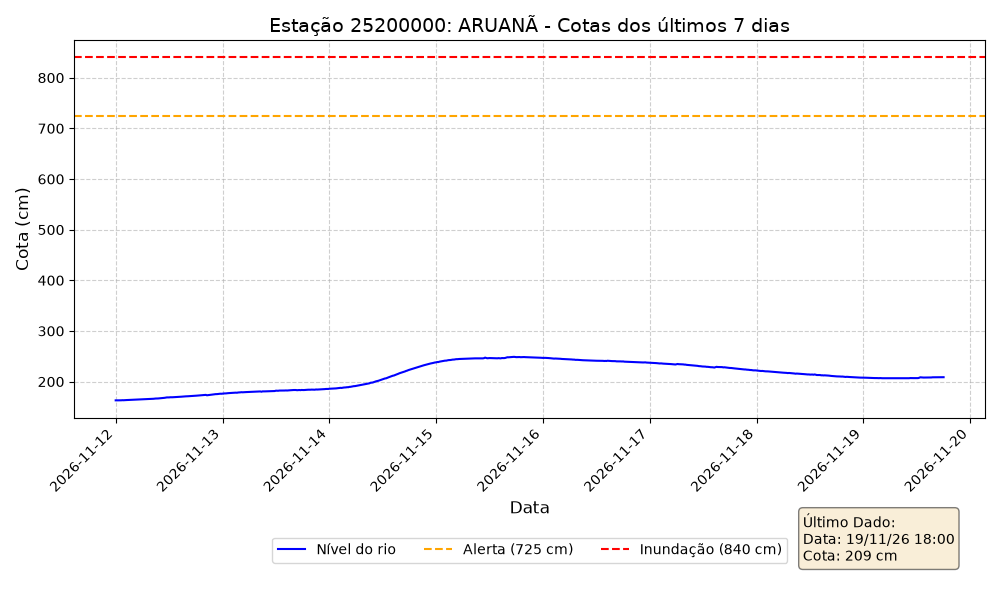 Estação 25200000: ARUANÃ - Cotas dos últimos 7 dias
Cota (cm)
800
700
600
500
400
300
200
2026-11-12
2026-11-13
2026-11-14
2026-11-15
2026-11-16
2026-11-17
2026-11-18
2026-11-19
2026-11-20
Data
Nível do rio
Alerta (725 cm)
Inundação (840 cm)
Último Dado:
Data: 19/11/26 18:00
Cota: 209 cm